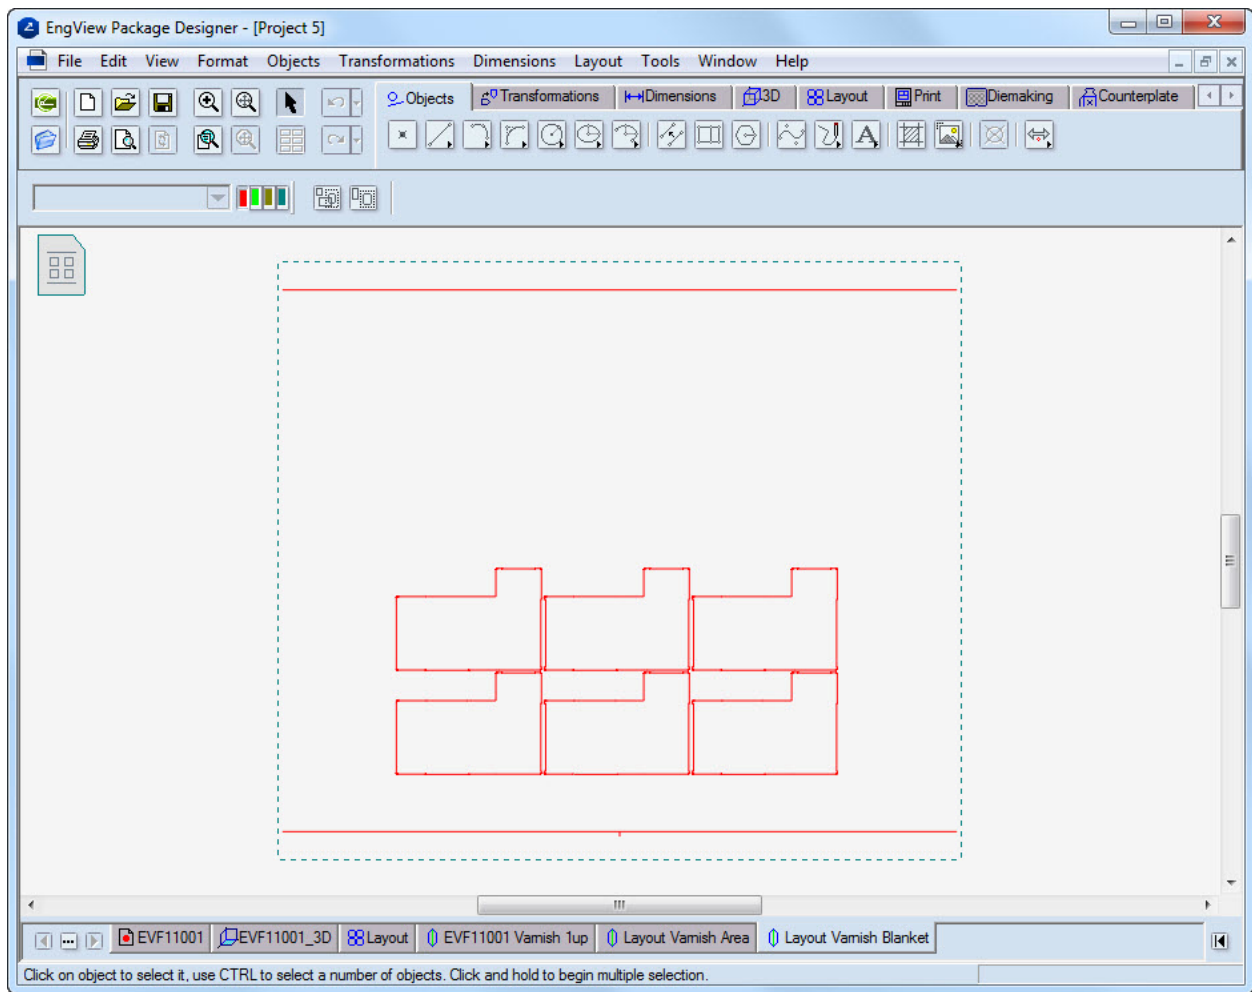 EngView Package Designer - [Project 5]
File Edit View Format Objects Transformations Dimensions Layout Tools Window Help
Objects Transformations Dimensions 3D Layout Print Diemaking Counterplate
A
EVF11001 EVF11001_3D Layout EVF11001 Varnish 1up Layout Varnish Area Layout Varnish Blanket
Click on object to select it, use CTRL to select a number of objects. Click and hold to begin multiple selection.